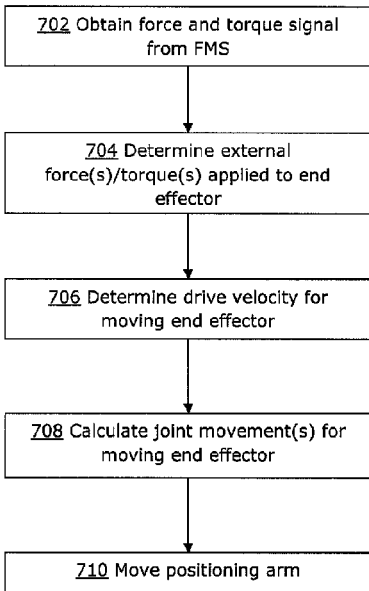 702 Obtain force and torque signal
from FMS
704 Determine external
force(s)/torque(s) applied to end
effector
706 Determine drive velocity for
moving end effector
708 Calculate joint movement(s) for
moving end effector
710 Move positioning arm